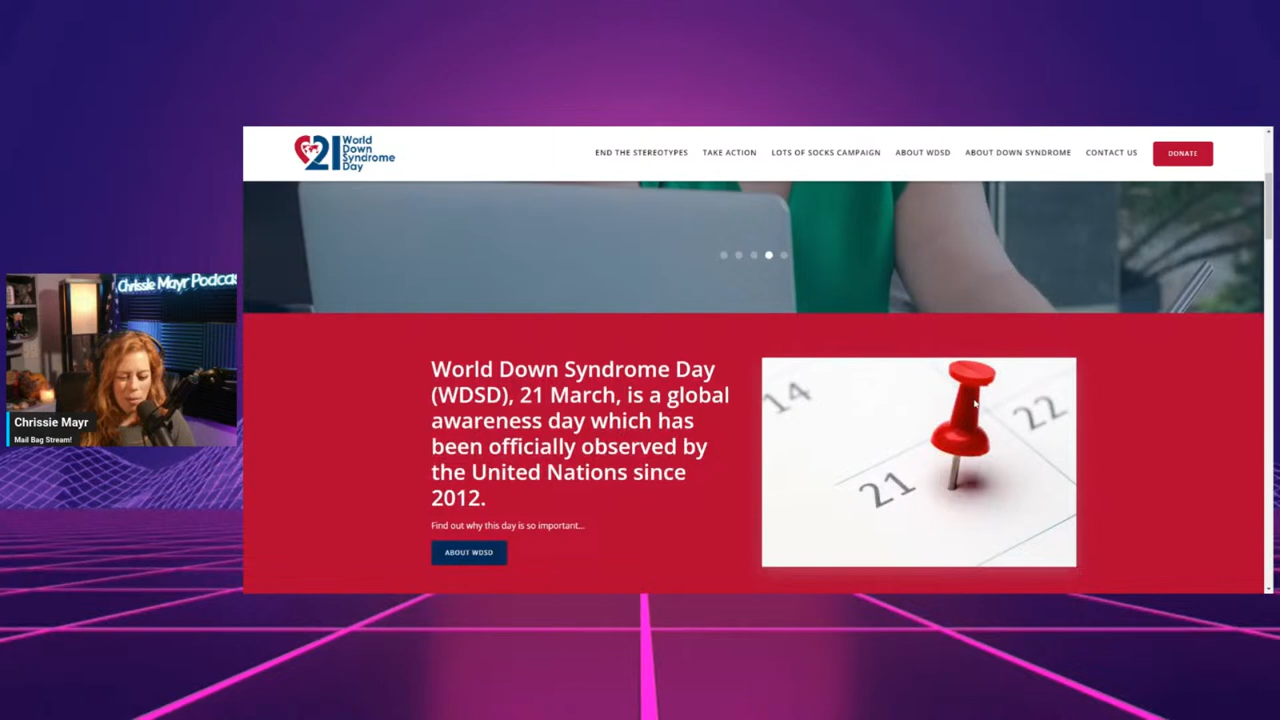 21 World
Down
Syndrome
Day
END THE STEREOTYPES TAKE ACTION LOTS OF SOCKS CAMPAIGN ABOUT WDSD ABOUT DOWN SYNDROME CONTACT US DONATE
Chrissie Mayr Podcas
Chrissie Mayr
Mail Bag Stream!
World Down Syndrome Day
(WDSD), 21 March, is a global
awareness day which has
been officially observed by
the United Nations since
2012.
Find out why this day is so important...
ABOUT WDSD
14
21
22